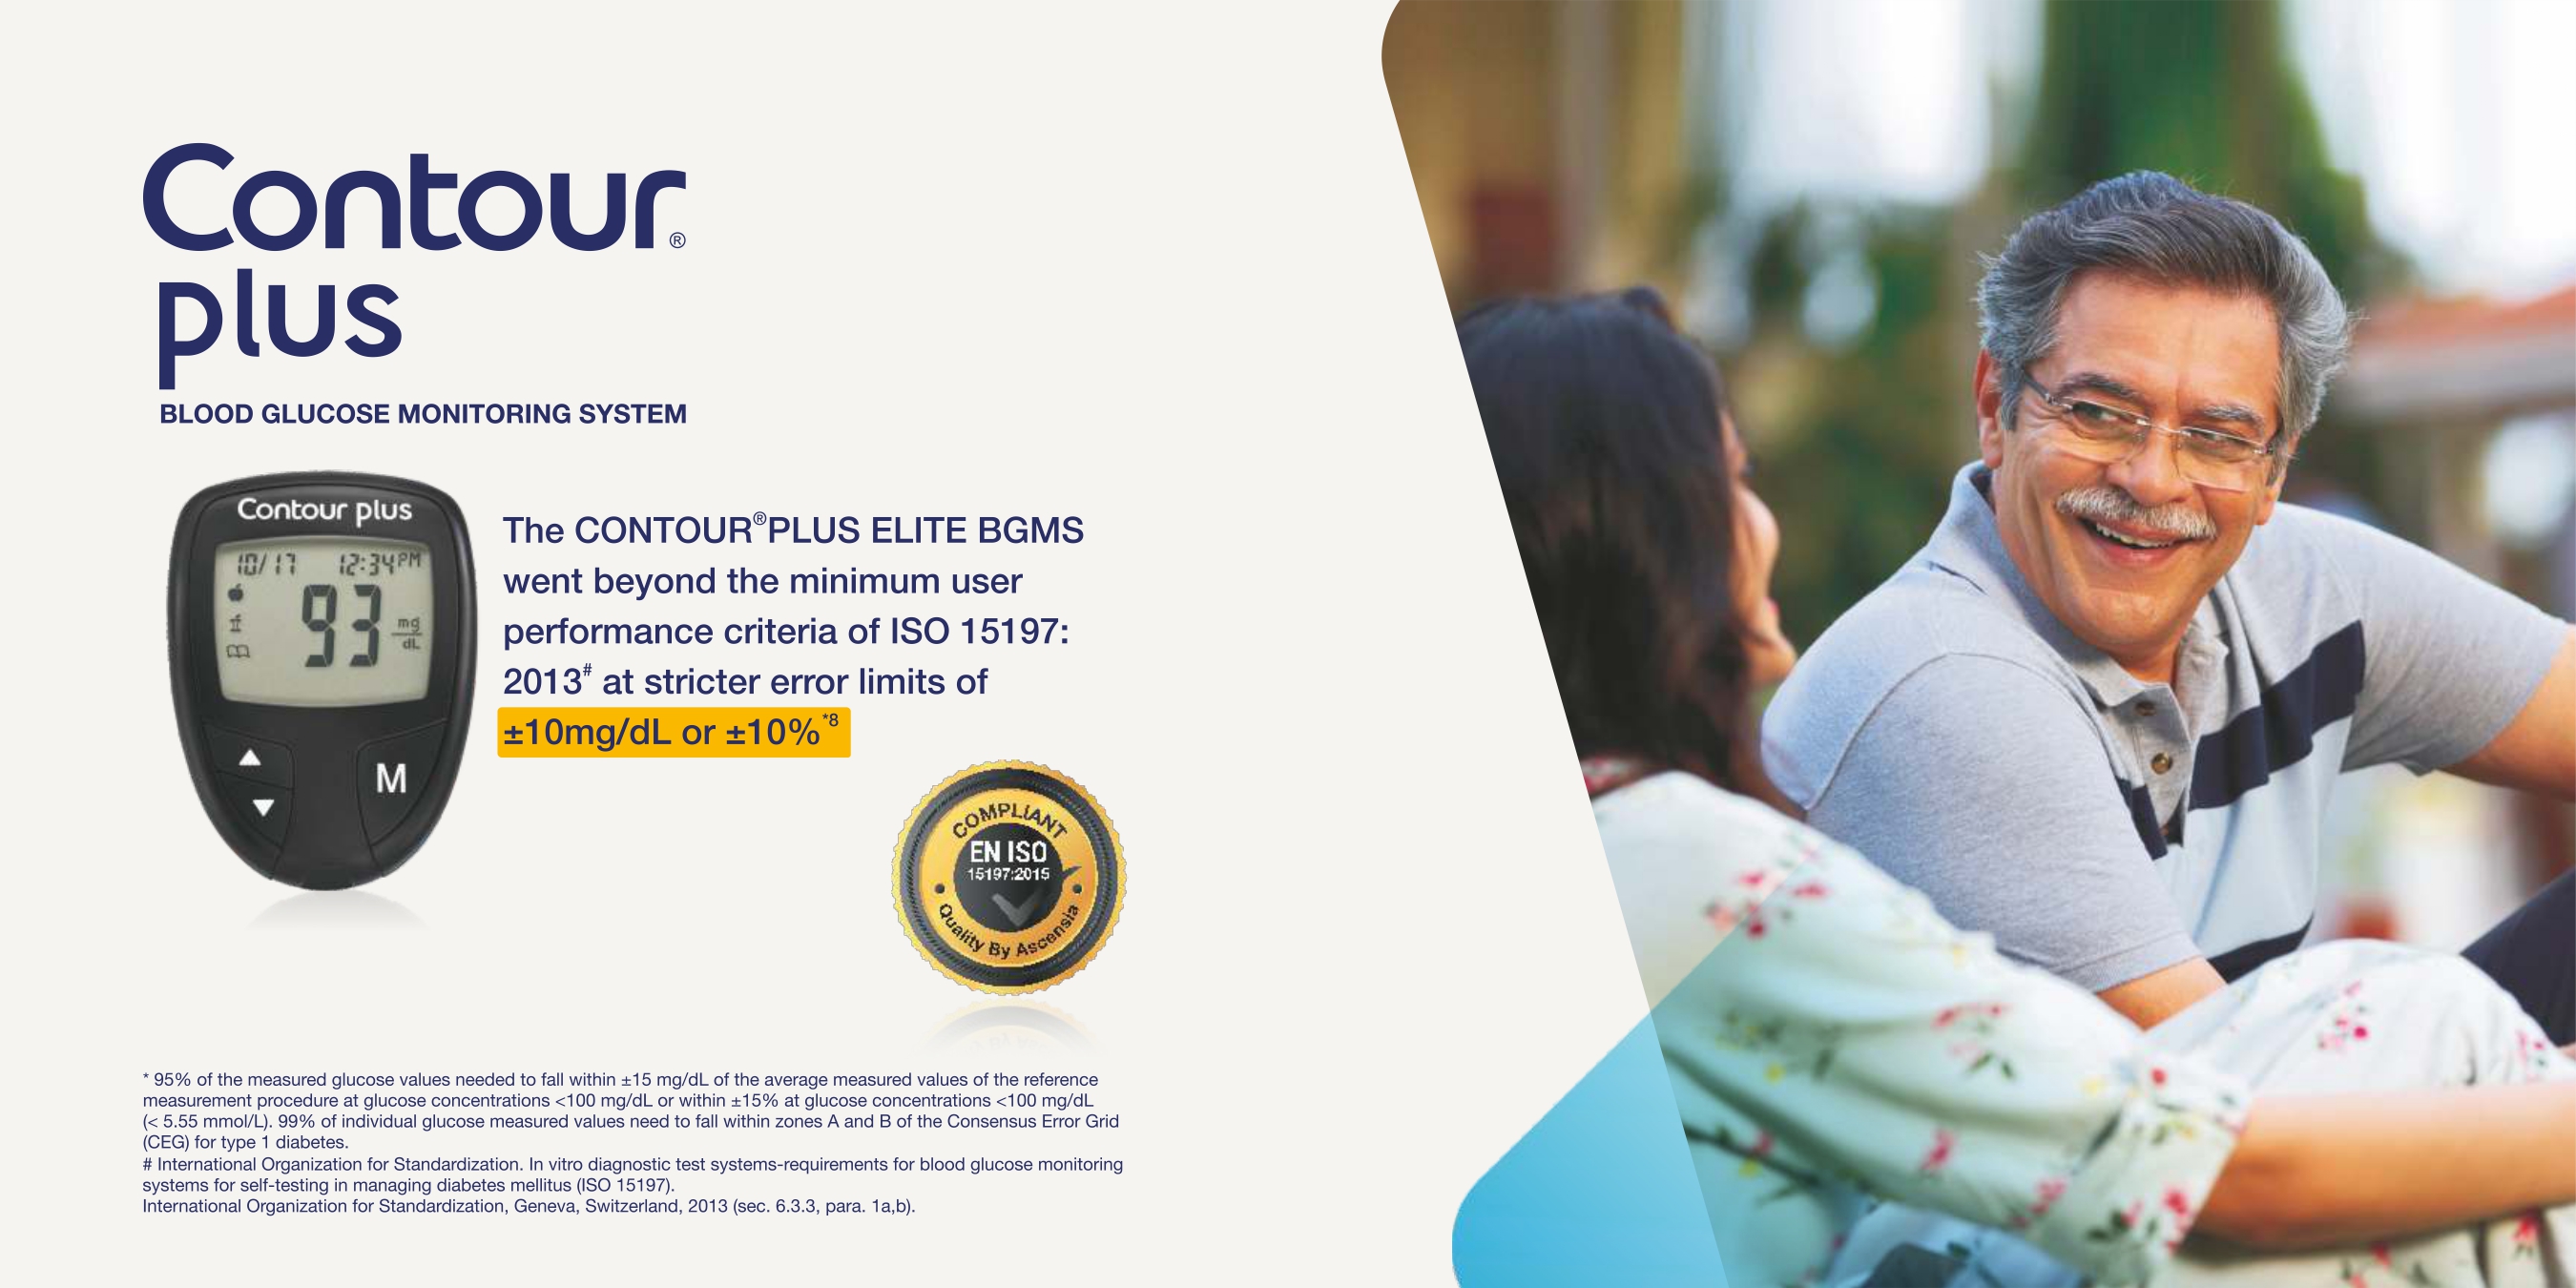 Contour®
plus
BLOOD GLUCOSE MONITORING SYSTEM
Contour plus
10/17 12:34PM
93 mg/dL
M
The CONTOUR®PLUS ELITE BGMS
went beyond the minimum user
performance criteria of ISO 15197:
2013# at stricter error limits of
±10mg/dL or ±10%*8
COMPLIANT
EN ISO
15197:2015
Quality By Ascensia
* 95% of the measured glucose values needed to fall within ±15 mg/dL of the average measured values of the reference
measurement procedure at glucose concentrations <100 mg/dL or within ±15% at glucose concentrations <100 mg/dL
(< 5.55 mmol/L). 99% of individual glucose measured values need to fall within zones A and B of the Consensus Error Grid
(CEG) for type 1 diabetes.
# International Organization for Standardization. In vitro diagnostic test systems-requirements for blood glucose monitoring
systems for self-testing in managing diabetes mellitus (ISO 15197).
International Organization for Standardization, Geneva, Switzerland, 2013 (sec. 6.3.3, para. 1a,b).